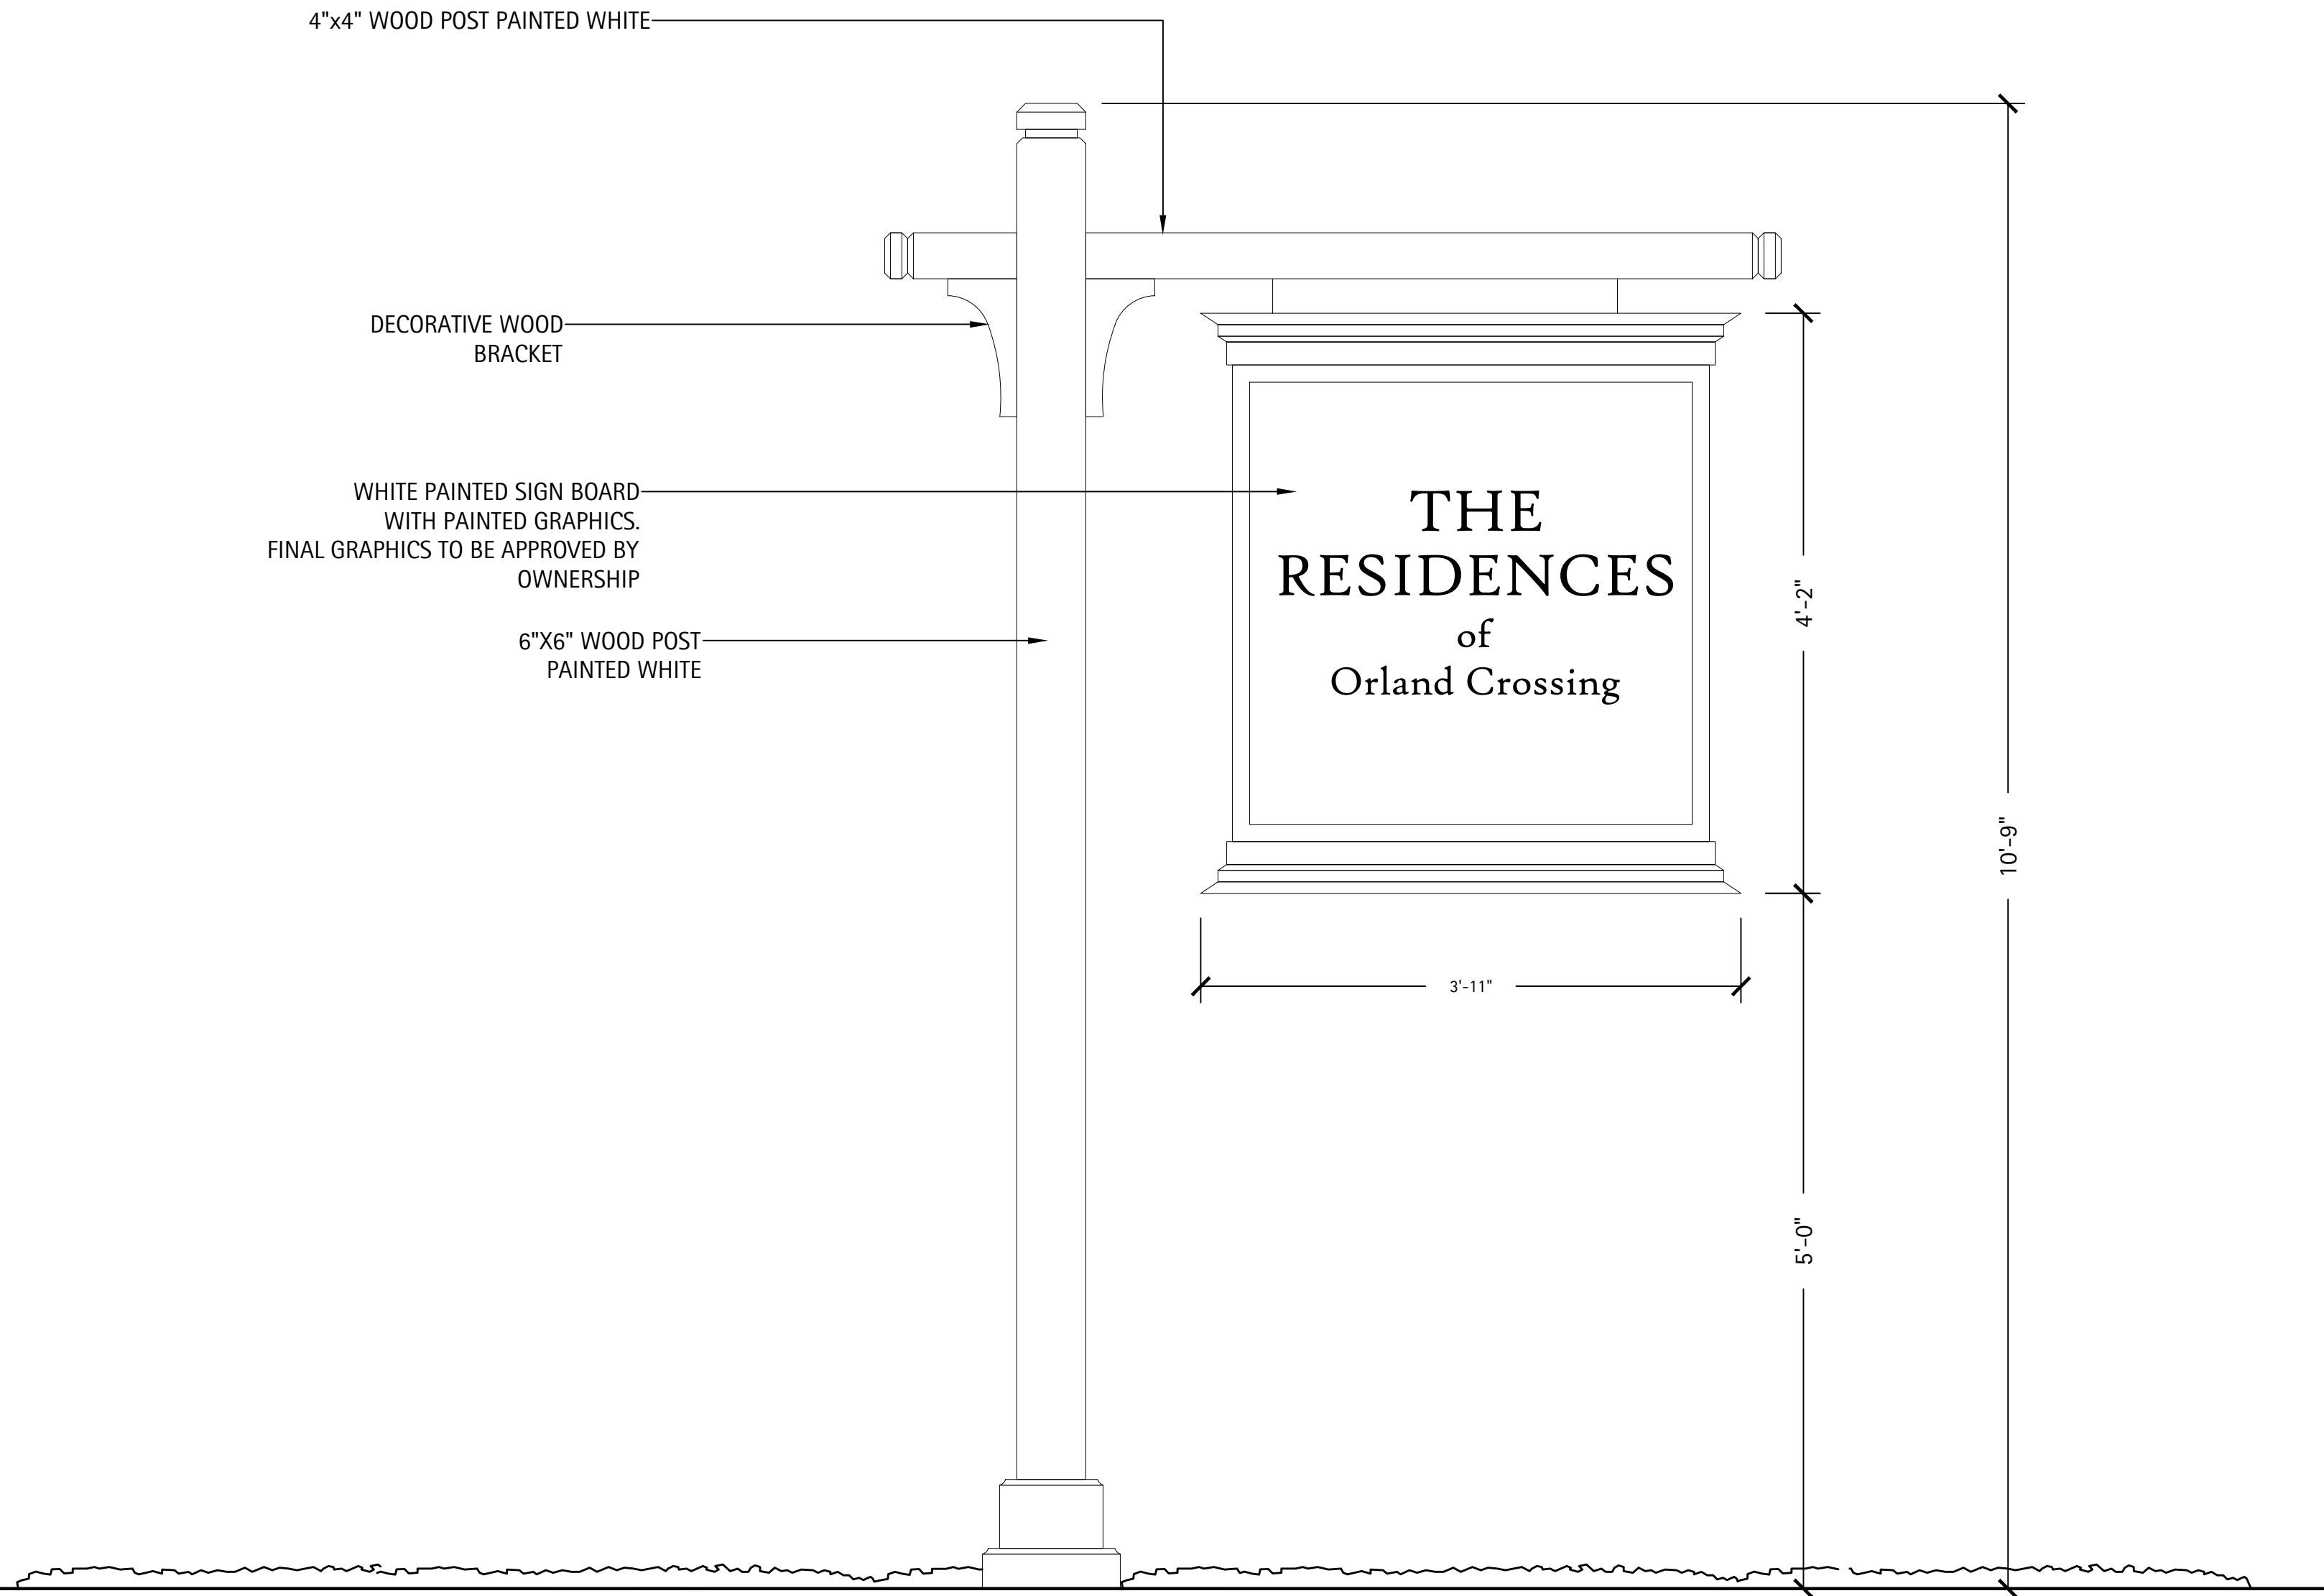 4"x4" WOOD POST PAINTED WHITE
DECORATIVE WOOD
BRACKET
WHITE PAINTED SIGN BOARD
WITH PAINTED GRAPHICS.
FINAL GRAPHICS TO BE APPROVED BY
OWNERSHIP
6"X6" WOOD POST
PAINTED WHITE
THE
RESIDENCES
of
Orland Crossing
4'-2"
10'-9"
3'-11"
5'-0"